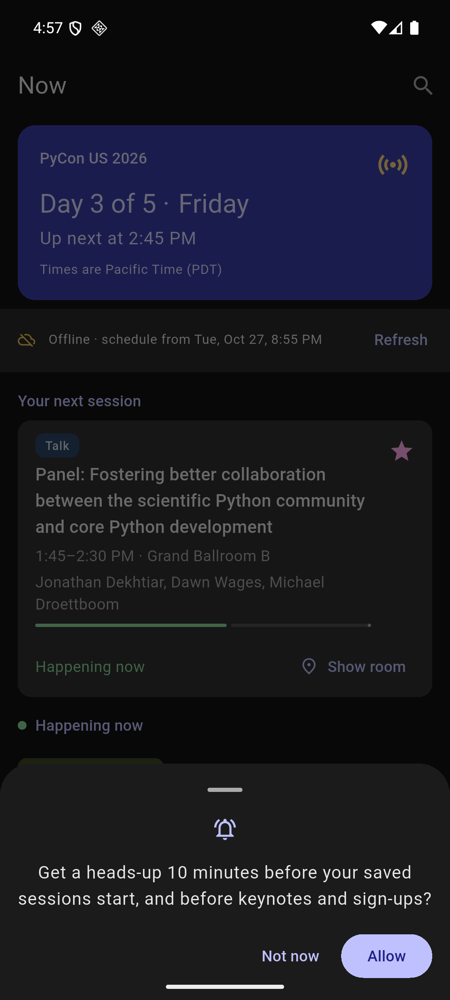 4:57
Now
PyCon US 2026
Day 3 of 5 · Friday
Up next at 2:45 PM
Times are Pacific Time (PDT)
Offline · schedule from Tue, Oct 27, 8:55 PM
Refresh
Your next session
Talk
Panel: Fostering better collaboration
between the scientific Python community
and core Python development
1:45–2:30 PM · Grand Ballroom B
Jonathan Dekhtiar, Dawn Wages, Michael
Droettboom
Happening now
Show room
Happening now
Get a heads-up 10 minutes before your saved
sessions start, and before keynotes and sign-ups?
Not now
Allow